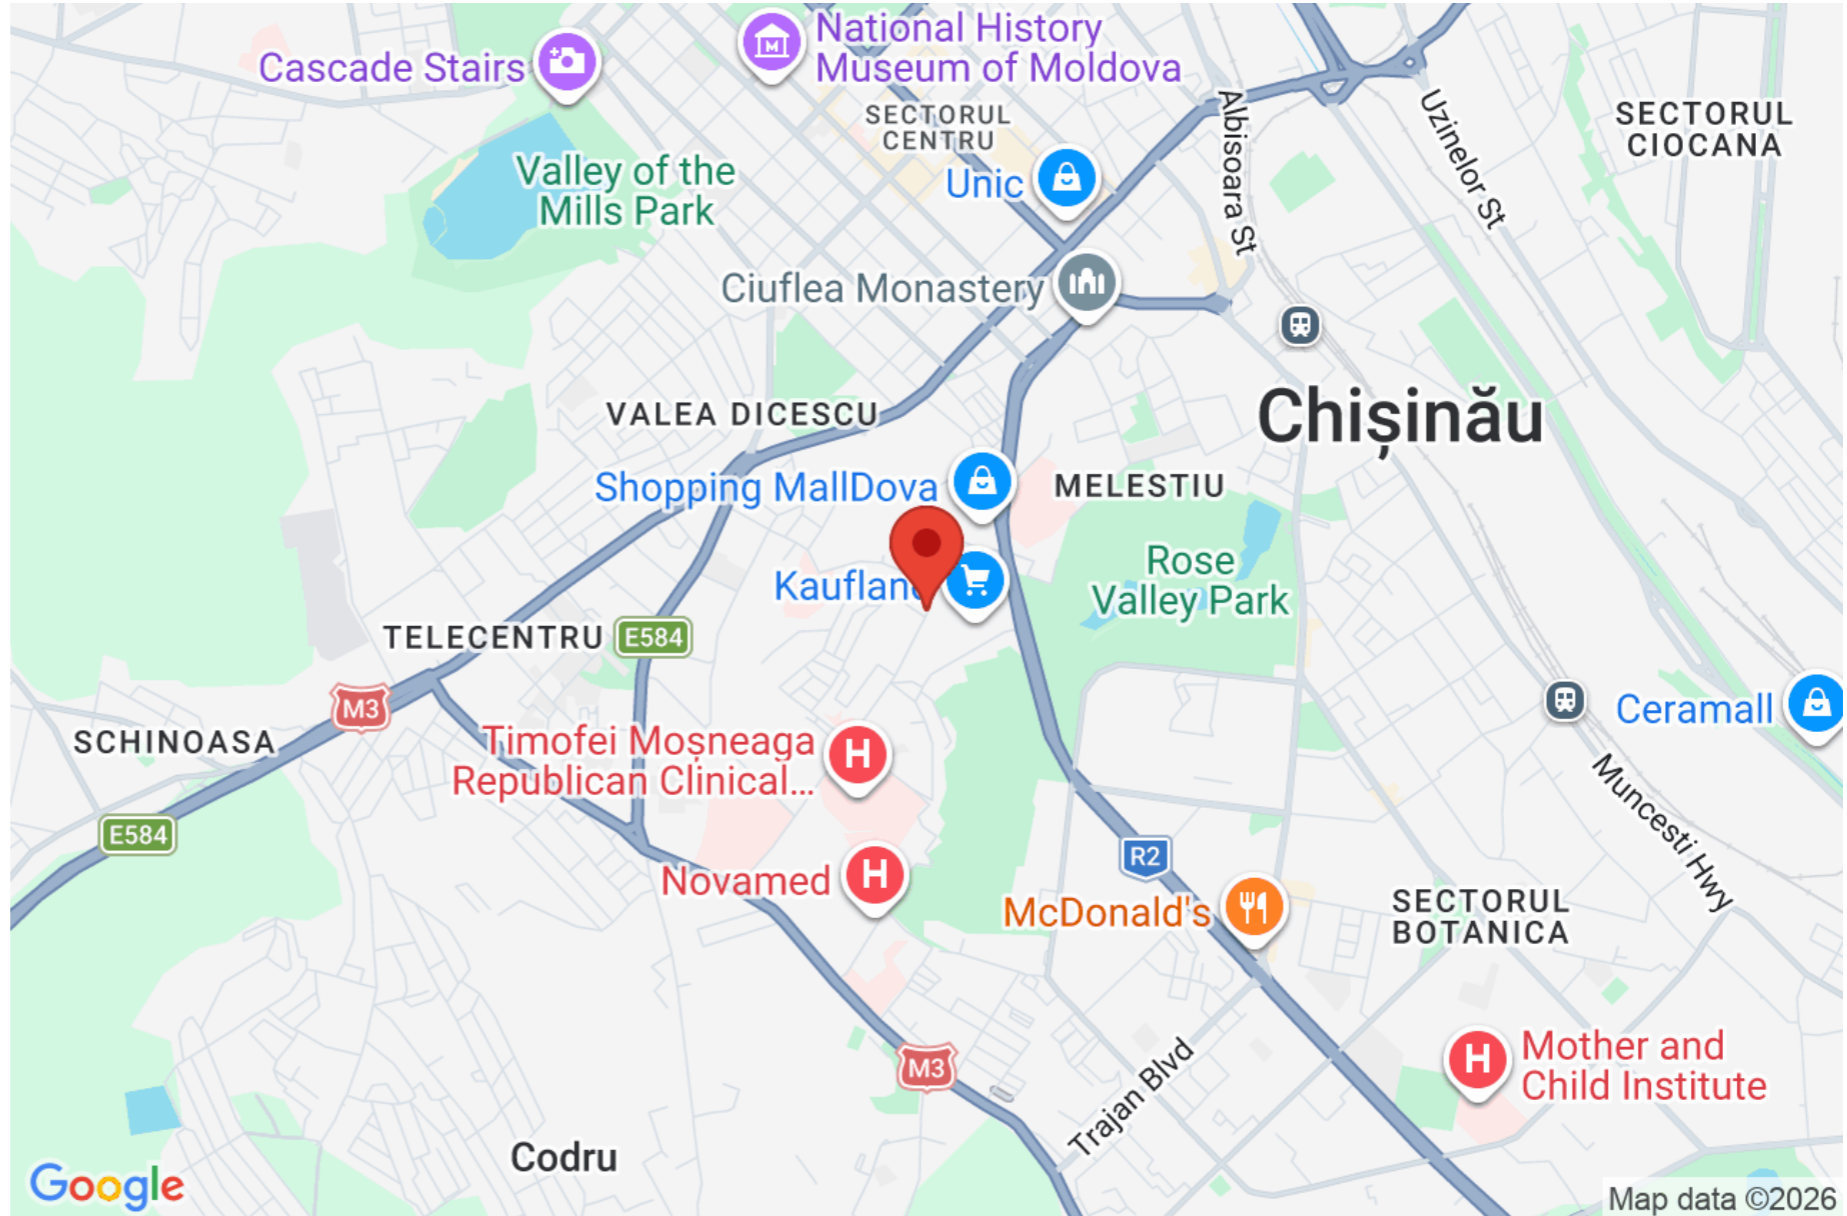 National History
Museum of Moldova
Cascade Stairs
SECTORUL
CENTRU
Albisoara St
Uzinelor St
SECTORUL
CIOCANA
Valley of the
Mills Park
Unic
Ciuflea Monastery
Chișinău
VALEA DICESCU
Shopping MallDova
MELESTIU
Rose
Valley Park
Kaufland
TELECENTRU
E584
M3
SCHINOASA
Timofei Moșneaga
Republican Clinical...
H
Ceramall
Muncesti Hwy
E584
R2
Novamed
H
McDonald's
SECTORUL
BOTANICA
Mother and
Child Institute
H
M3
Trajan Blvd
Codru
Google
Map data ©2026